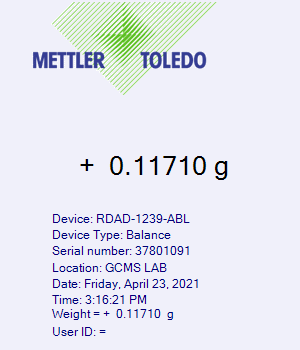 METTLER TOLEDO
+ 0.11710 g
Device: RDAD-1239-ABL
Device Type: Balance
Serial number: 37801091
Location: GCMS LAB
Date: Friday, April 23, 2021
Time: 3:16:21 PM
Weight = + 0.11710 g
User ID: =